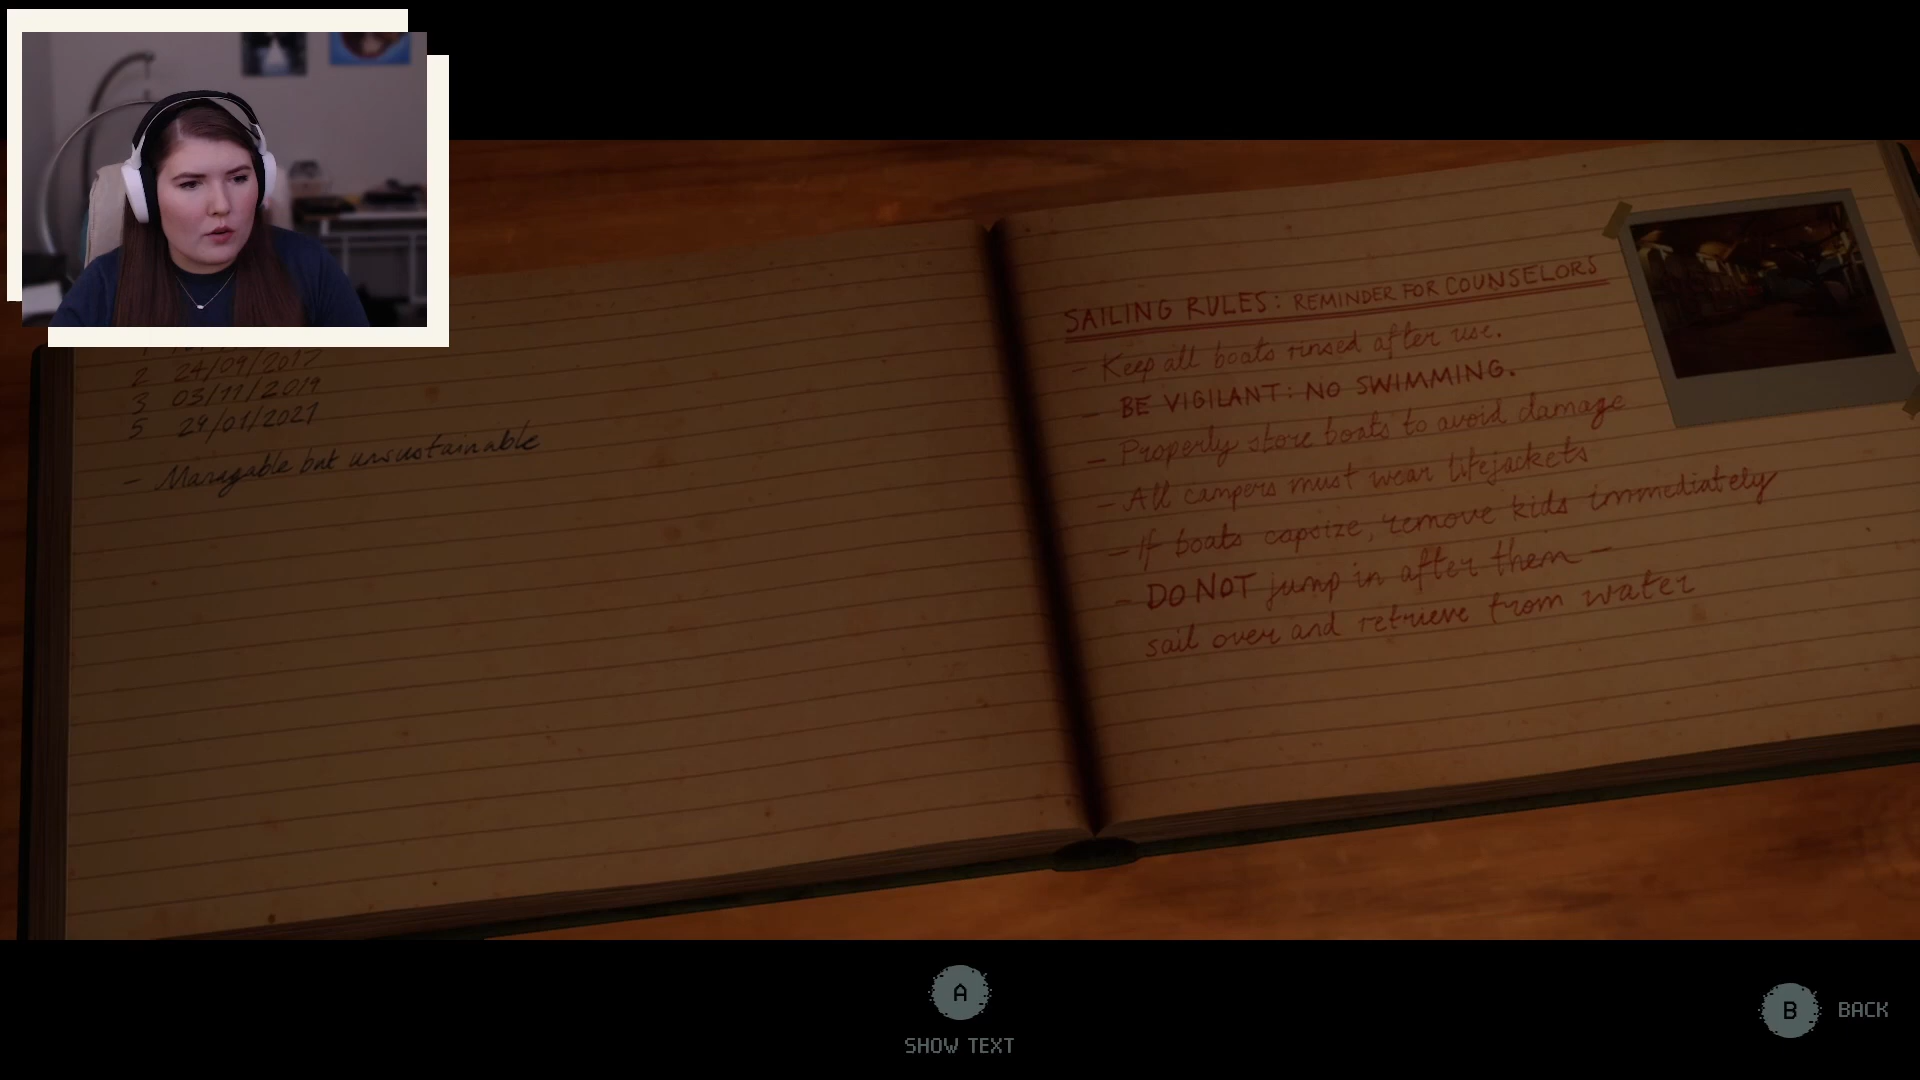 2 24/09/2017
3 03/11/2019
5 29/01/2021
- Managable but unsustainable
SAILING RULES: REMINDER FOR COUNSELORS
- Keep all boats rinsed after use.
- BE VIGILANT: NO SWIMMING.
- Properly store boats to avoid damage
- All campers must wear lifejackets
- If boats capsize, remove kids immediately
- DO NOT jump in after them -
sail over and retrieve from water
A
SHOW TEXT
B BACK